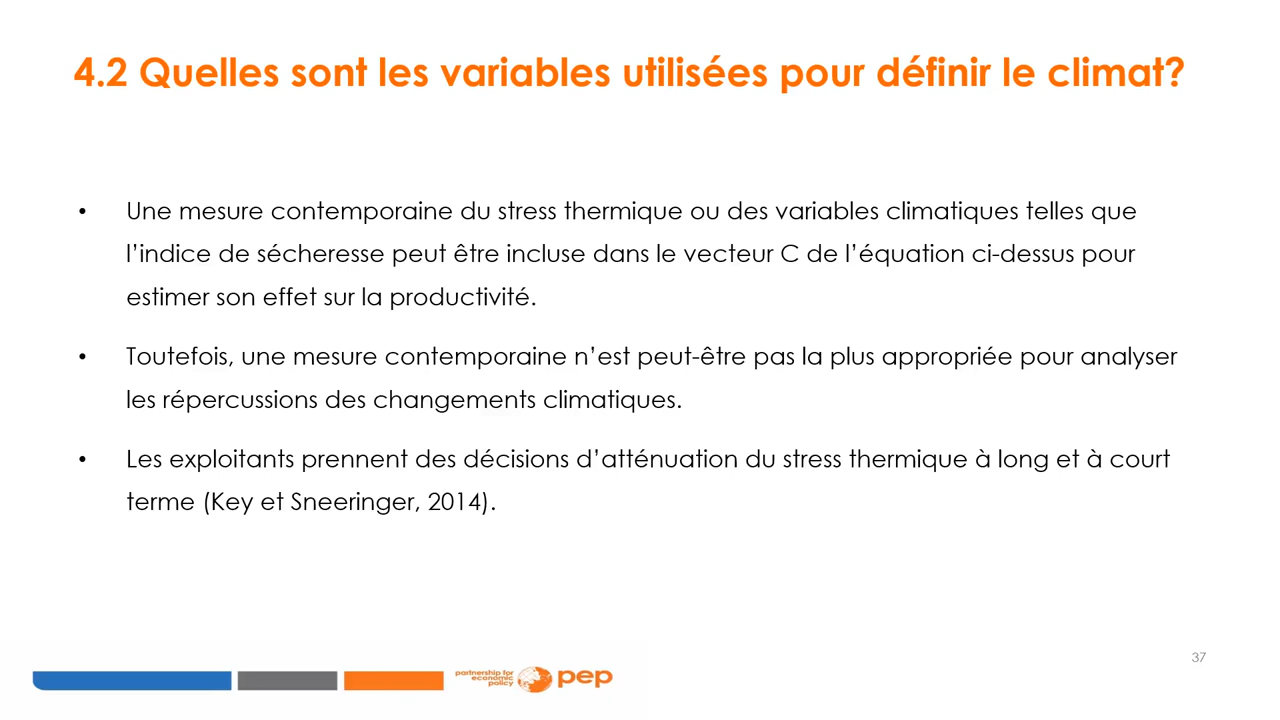 4.2 Quelles sont les variables utilisées pour définir le climat?
• Une mesure contemporaine du stress thermique ou des variables climatiques telles que
l’indice de sécheresse peut être incluse dans le vecteur C de l’équation ci-dessus pour
estimer son effet sur la productivité.
• Toutefois, une mesure contemporaine n’est peut-être pas la plus appropriée pour analyser
les répercussions des changements climatiques.
• Les exploitants prennent des décisions d’atténuation du stress thermique à long et à court
terme (Key et Sneeringer, 2014).
37
partnership for
economic
policy
pep